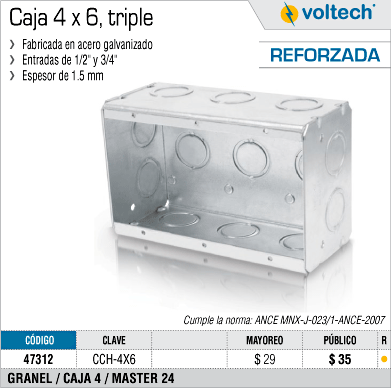 Caja 4 x 6, triple
voltech®
❯ Fabricada en acero galvanizado
❯ Entradas de 1/2" y 3/4"
❯ Espesor de 1.5 mm
REFORZADA
Cumple la norma: ANCE MNX-J-023/1-ANCE-2007
CÓDIGO CLAVE MAYOREO PÚBLICO R
47312 CCH-4X6 $ 29 $ 35
GRANEL / CAJA 4 / MASTER 24